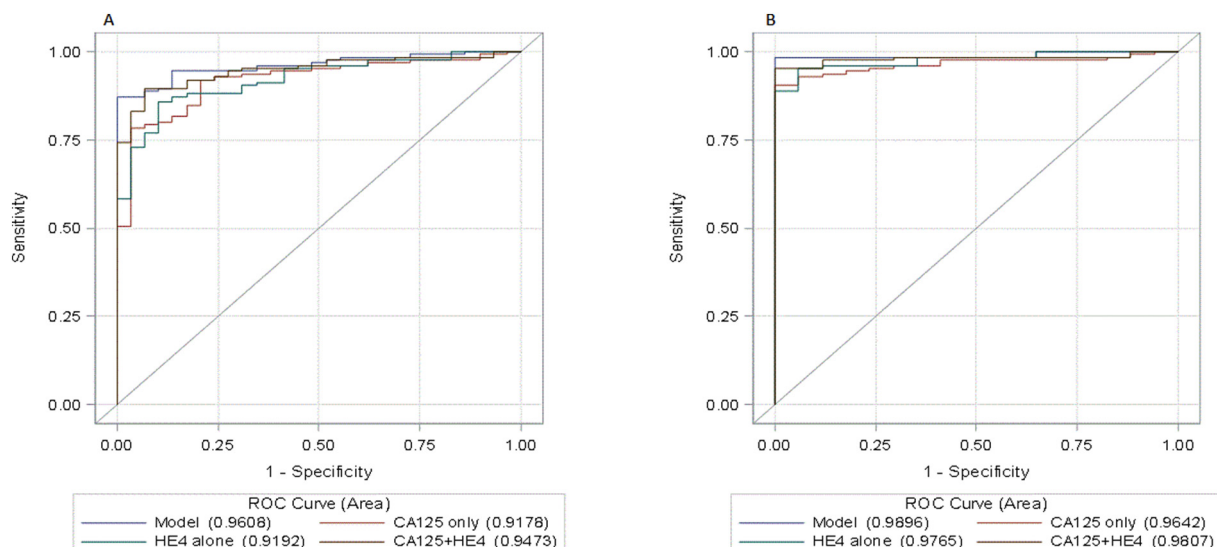 A
1.00
0.75
0.50
0.25
0.00
Sensitivity
0.00 0.25 0.50 0.75 1.00
1 - Specificity
ROC Curve (Area)
Model (0.9608) CA125 only (0.9178)
HE4 alone (0.9192) CA125+HE4 (0.9473)
B
1.00
0.75
0.50
0.25
0.00
Sensitivity
0.00 0.25 0.50 0.75 1.00
1 - Specificity
ROC Curve (Area)
Model (0.9896) CA125 only (0.9642)
HE4 alone (0.9765) CA125+HE4 (0.9807)